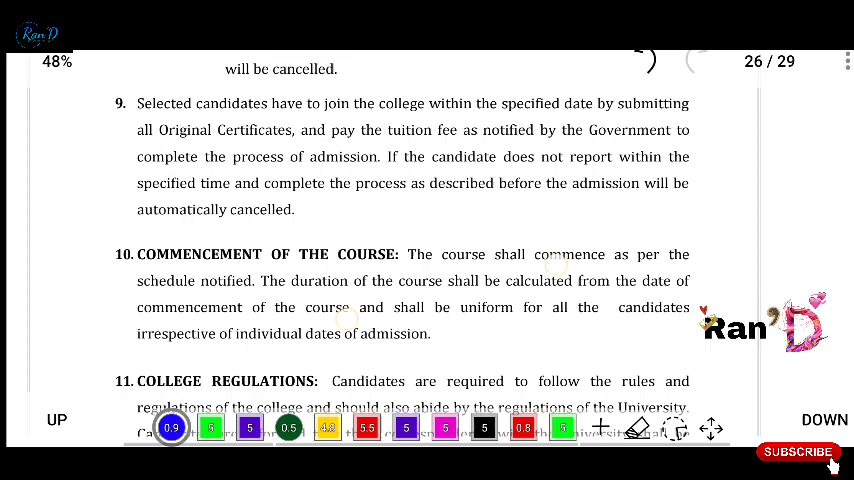 Ran'D
48%
26 / 29
will be cancelled.
9. Selected candidates have to join the college within the specified date by submitting
all Original Certificates, and pay the tuition fee as notified by the Government to
complete the process of admission. If the candidate does not report within the
specified time and complete the process as described before the admission will be
automatically cancelled.
10. COMMENCEMENT OF THE COURSE: The course shall commence as per the
schedule notified. The duration of the course shall be calculated from the date of
commencement of the course and shall be uniform for all the candidates
irrespective of individual dates of admission.
Ran'D
11. COLLEGE REGULATIONS: Candidates are required to follow the rules and
regulations of the college and should also abide by the regulations of the University.
UP
0.9 5 5 0.5 4.8 5.5 5 5 5 0.8 5
DOWN
SUBSCRIBE